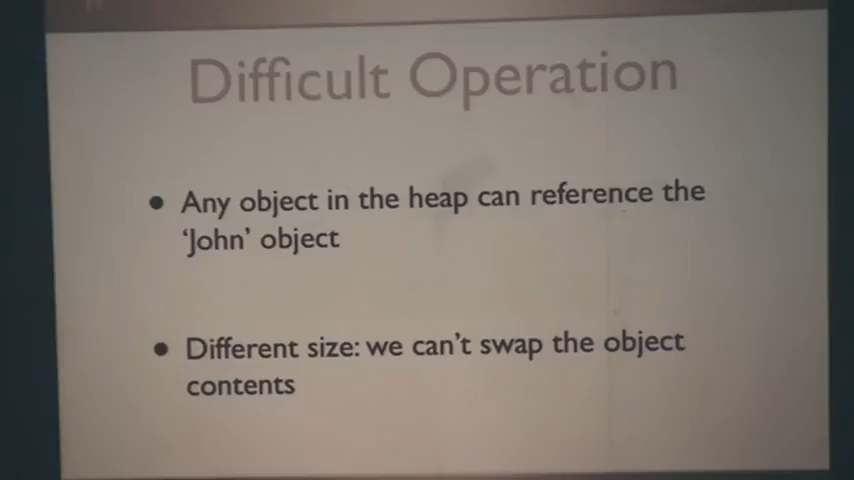 Difficult Operation
• Any object in the heap can reference the
‘John’ object
• Different size: we can’t swap the object
contents